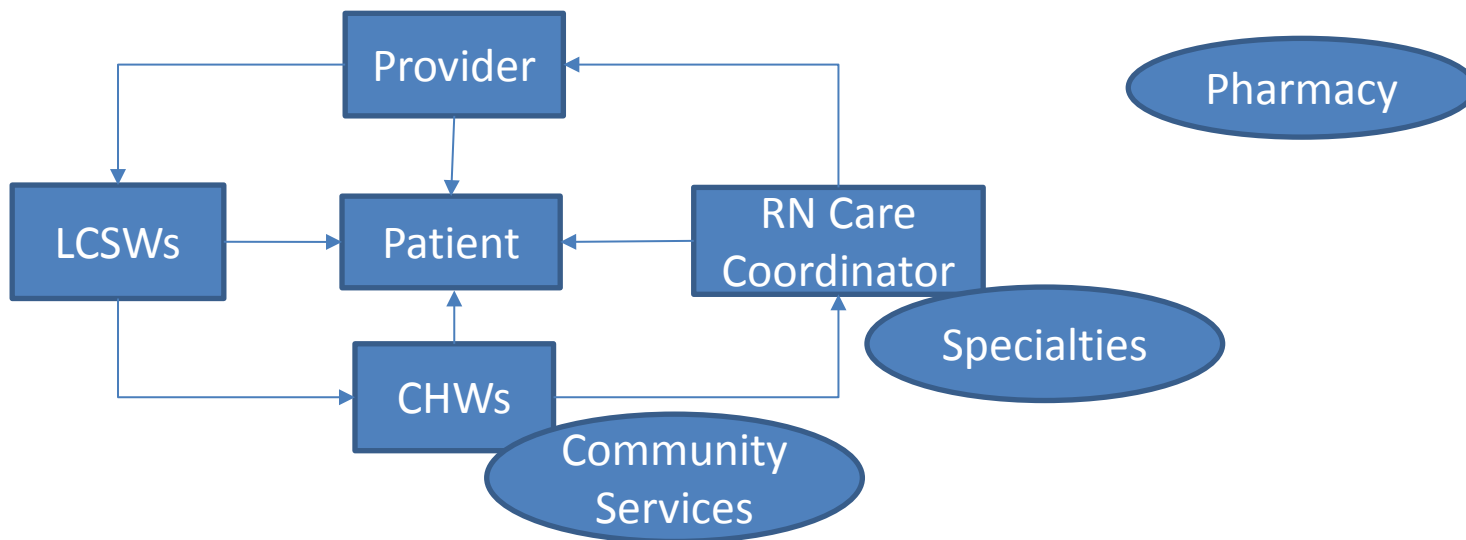 Provider
Pharmacy
LCSWs
Patient
RN Care
Coordinator
Specialties
CHWs
Community
Services